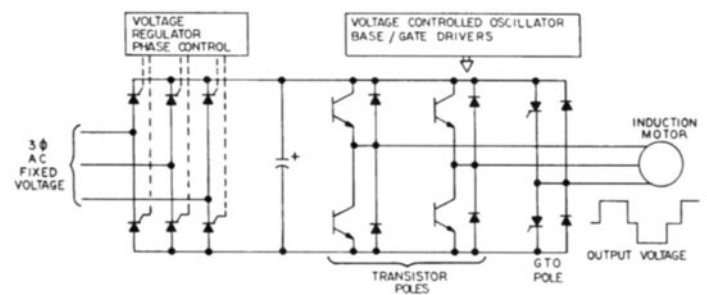 VOLTAGE
REGULATOR
PHASE CONTROL
VOLTAGE CONTROLLED OSCILLATOR
BASE / GATE DRIVERS
3Φ
AC
FIXED
VOLTAGE
+
INDUCTION
MOTOR
TRANSISTOR
POLES
GTO
POLE
OUTPUT VOLTAGE